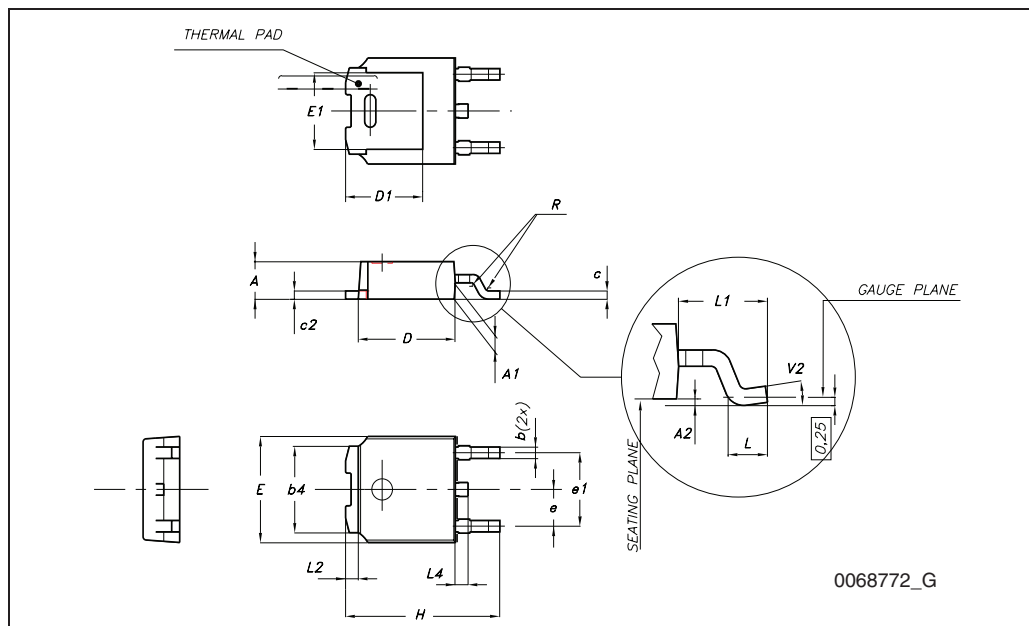 THERMAL PAD
E1
D1
R
A
c
c2
D
A1
L1
GAUGE PLANE
V2
A2
L
0,25
SEATING PLANE
b(2x)
E
b4
e1
e
L2
L4
H
0068772_G